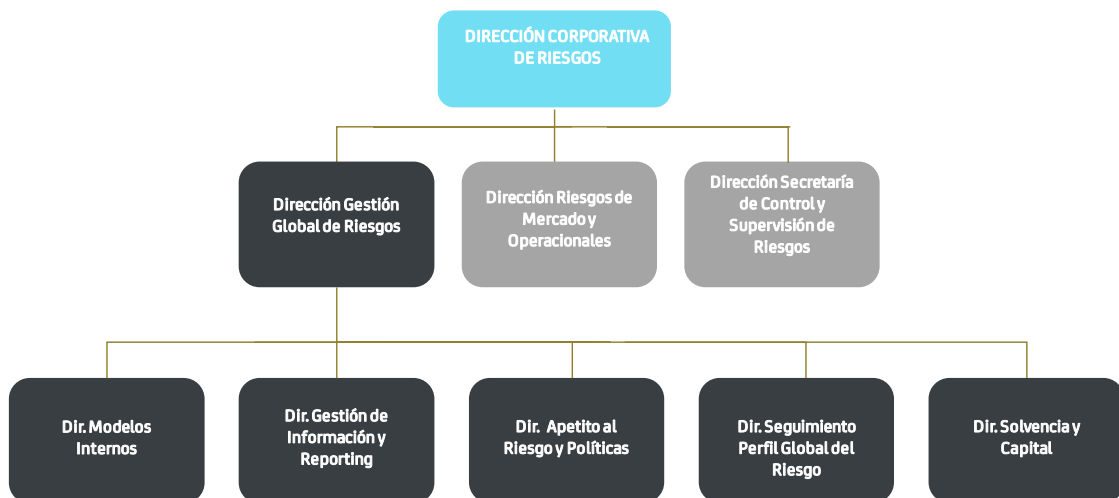 DIRECCIÓN CORPORATIVA
DE RIESGOS
Dirección Gestión
Global de Riesgos
Dirección Riesgos de
Mercado y
Operacionales
Dirección Secretaría
de Control y
Supervisión de
Riesgos
Dir. Modelos
Internos
Dir. Gestión de
Información y
Reporting
Dir. Apetito al
Riesgo y Políticas
Dir. Seguimiento
Perfil Global del
Riesgo
Dir. Solvencia y
Capital